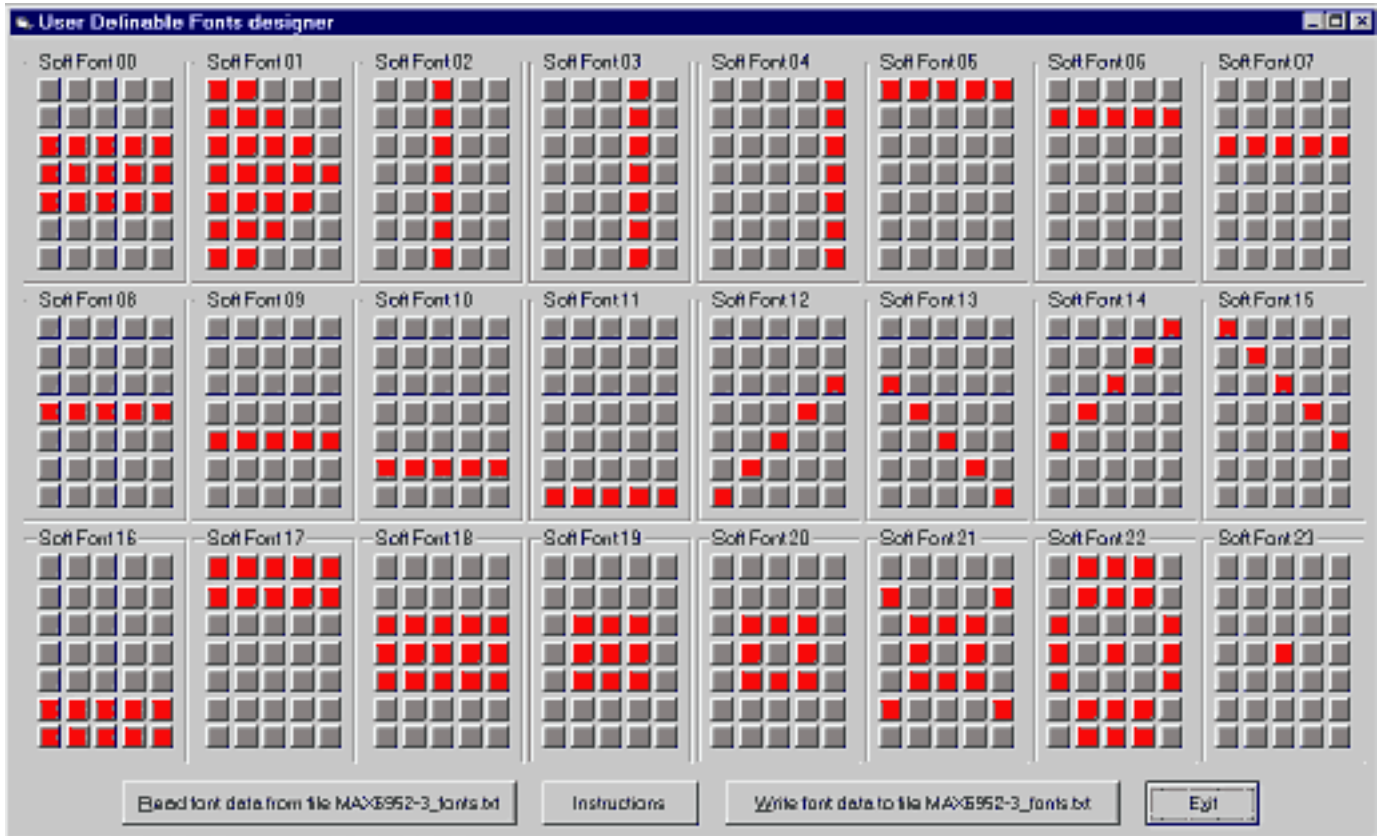 User Definable Fonts designer
Soft Font 00 Soft Font 01 Soft Font 02 Soft Font 03 Soft Font 04 Soft Font 05 Soft Font 06 Soft Font 07
Soft Font 08 Soft Font 09 Soft Font 10 Soft Font 11 Soft Font 12 Soft Font 13 Soft Font 14 Soft Font 15
Soft Font 16 Soft Font 17 Soft Font 18 Soft Font 19 Soft Font 20 Soft Font 21 Soft Font 22 Soft Font 23
Read font data from file MAX6952-3_fonts.txt Instructions Write font data to file MAX6952-3_fonts.txt Exit